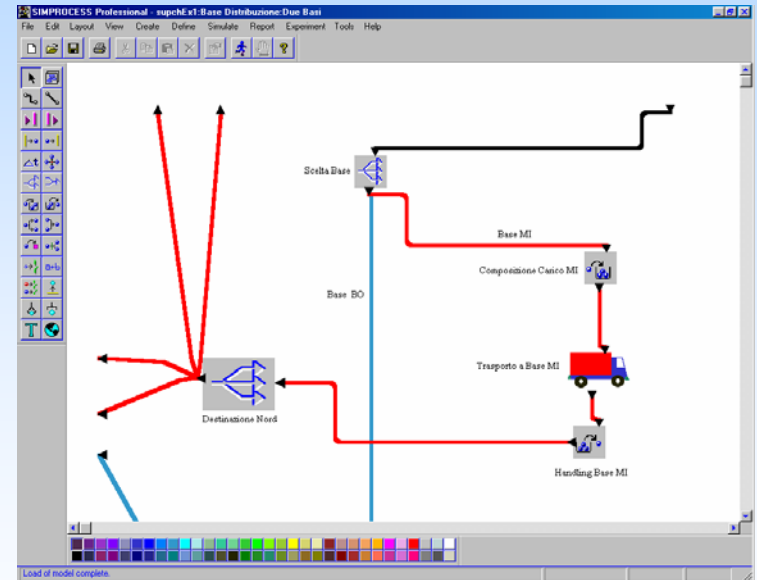 SIMPROCESS Professional - supchEx1:Base Distribuzione:Due Basi
File Edit Layout View Create Define Simulate Report Experiment Tools Help
Scelta Base
Base MI
Composizione Carico MI
Base BO
Trasporto a Base MI
Destinazione Nord
Handling Base MI
T
Load of model complete.